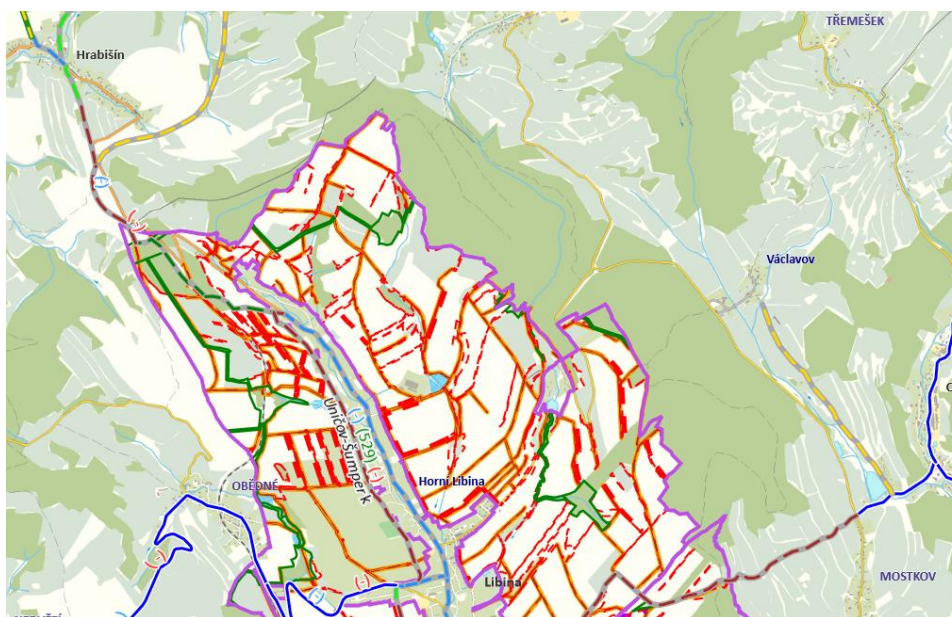 TŘEMEŠEK
Hrabišín
(-)
(-)
Václavov
Uničov-Šumperk
(-)
(529)
(-)
Horní Libina
OBĚDNÉ
(-)
(-)
Libina
MOSTKOV